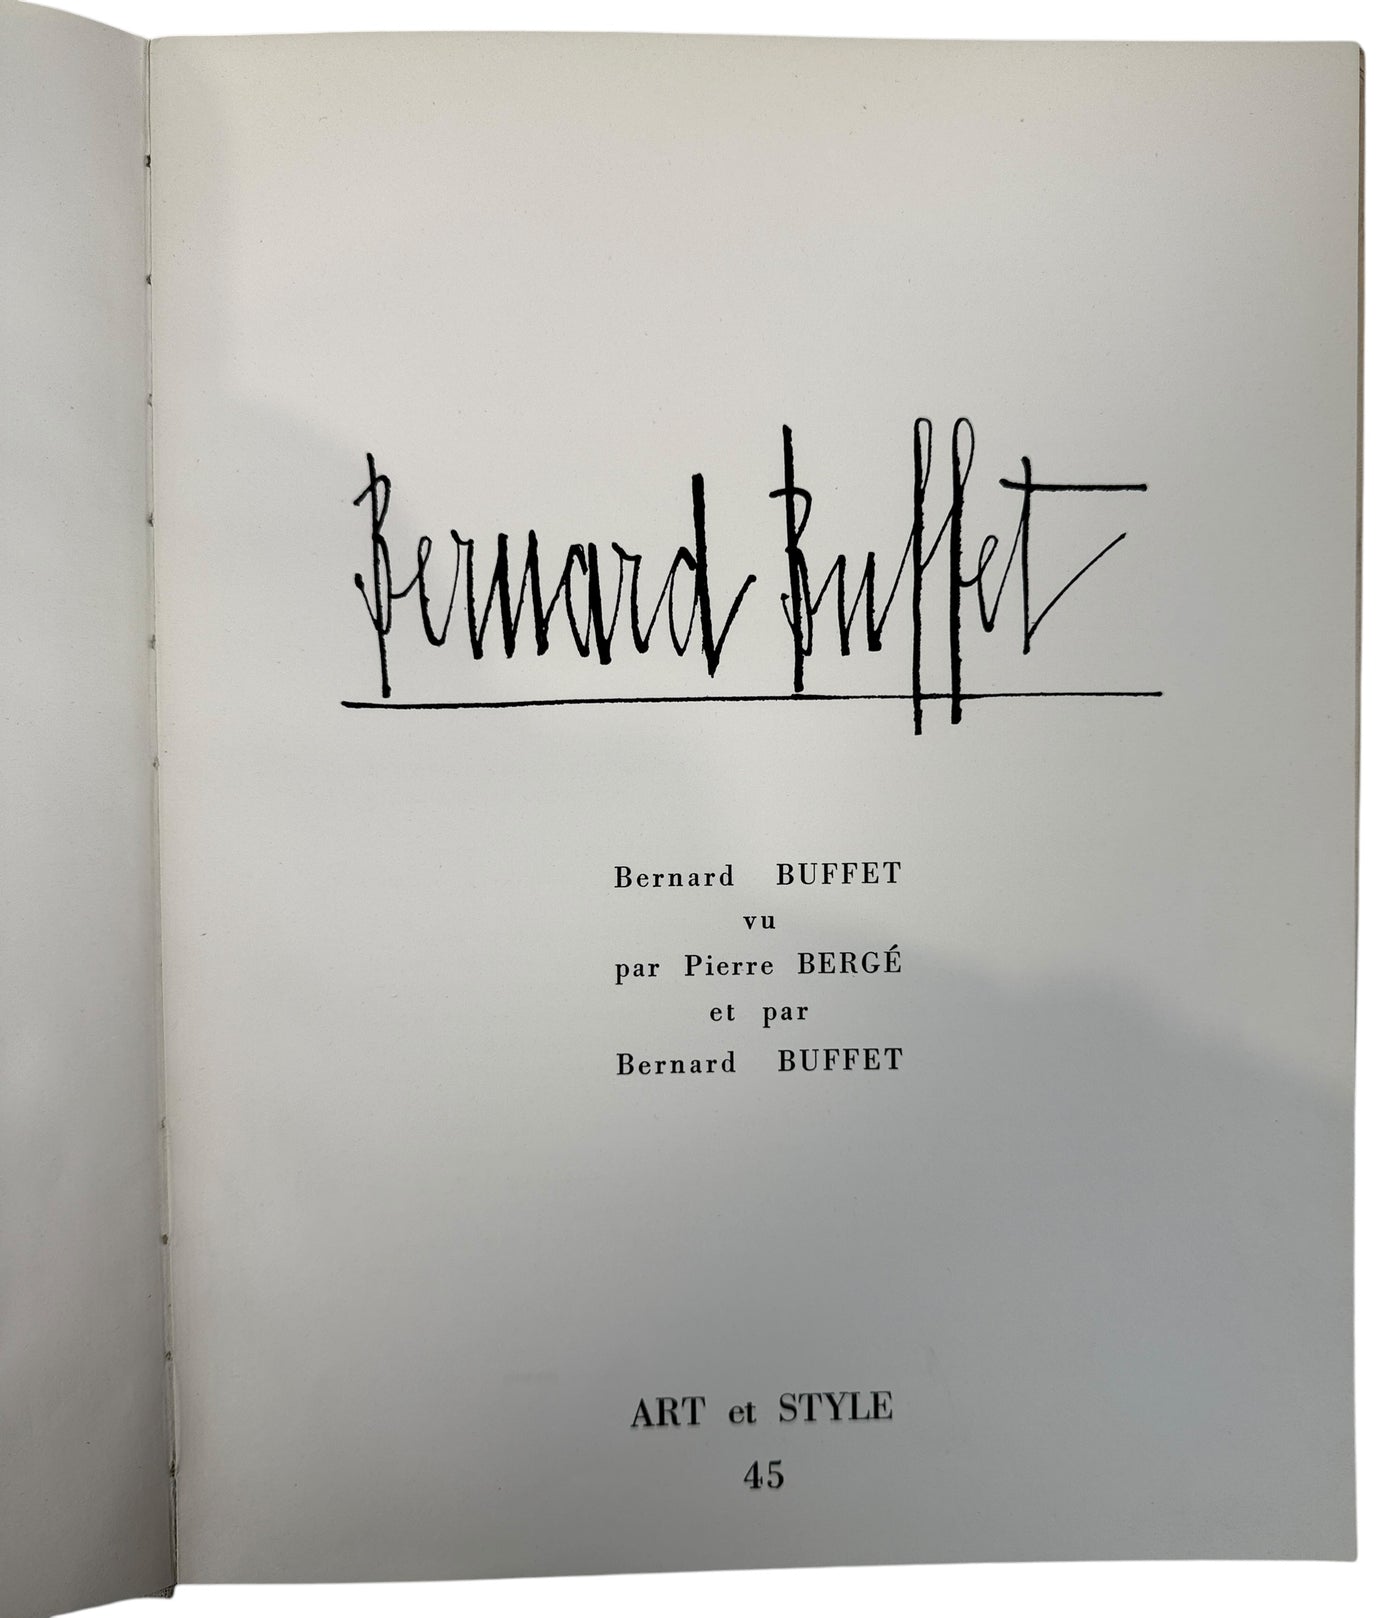 Bernard Buffet
Bernard BUFFET
vu
par Pierre BERGÉ
et par
Bernard BUFFET
ART et STYLE
45